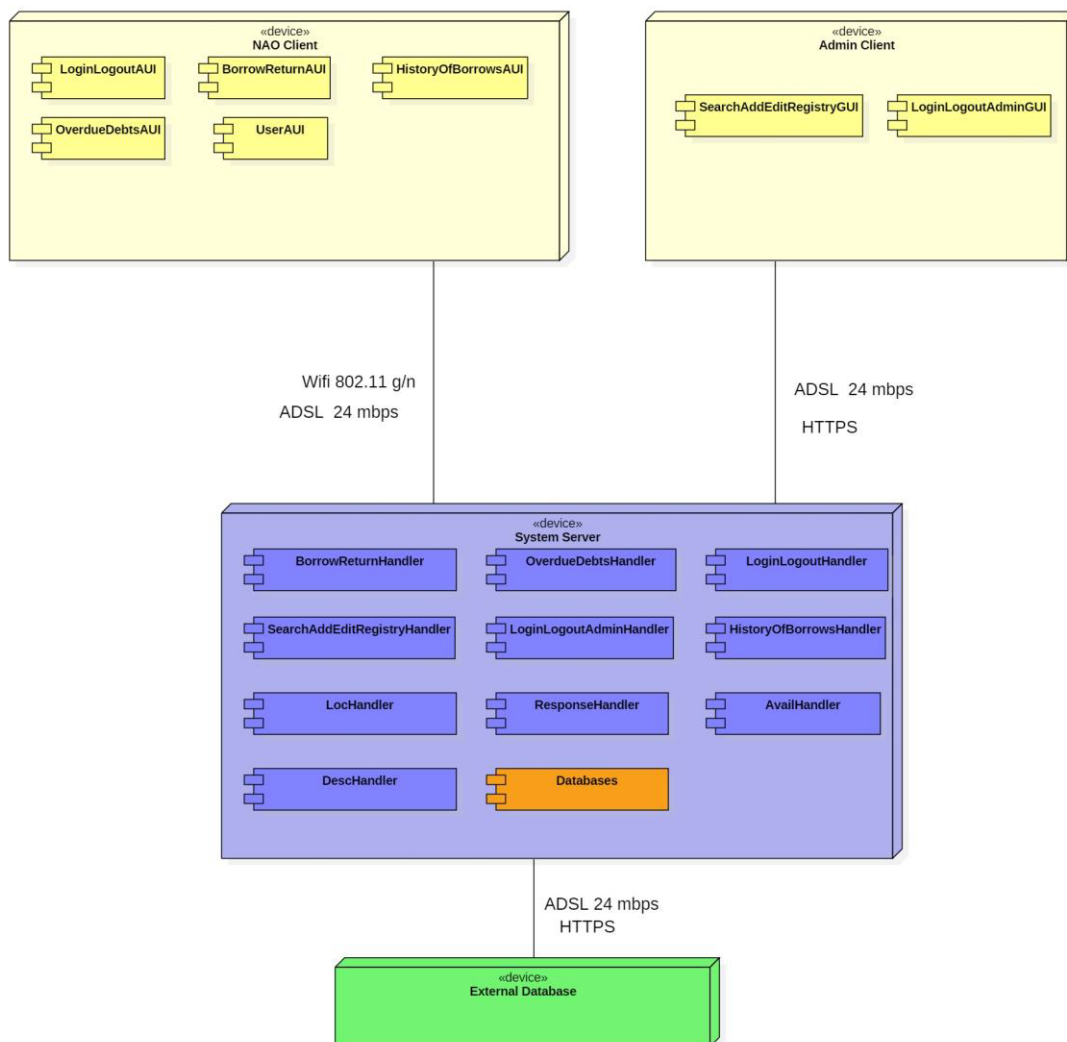 «device»
NAO Client
LoginLogoutAUI
BorrowReturnAUI
HistoryOfBorrowsAUI
OverdueDebtsAUI
UserAUI
«device»
Admin Client
SearchAddEditRegistryGUI
LoginLogoutAdminGUI
Wifi 802.11 g/n
ADSL 24 mbps
ADSL 24 mbps
HTTPS
«device»
System Server
BorrowReturnHandler
OverdueDebtsHandler
LoginLogoutHandler
SearchAddEditRegistryHandler
LoginLogoutAdminHandler
HistoryOfBorrowsHandler
LocHandler
ResponseHandler
AvailHandler
DescHandler
Databases
ADSL 24 mbps
HTTPS
«device»
External Database